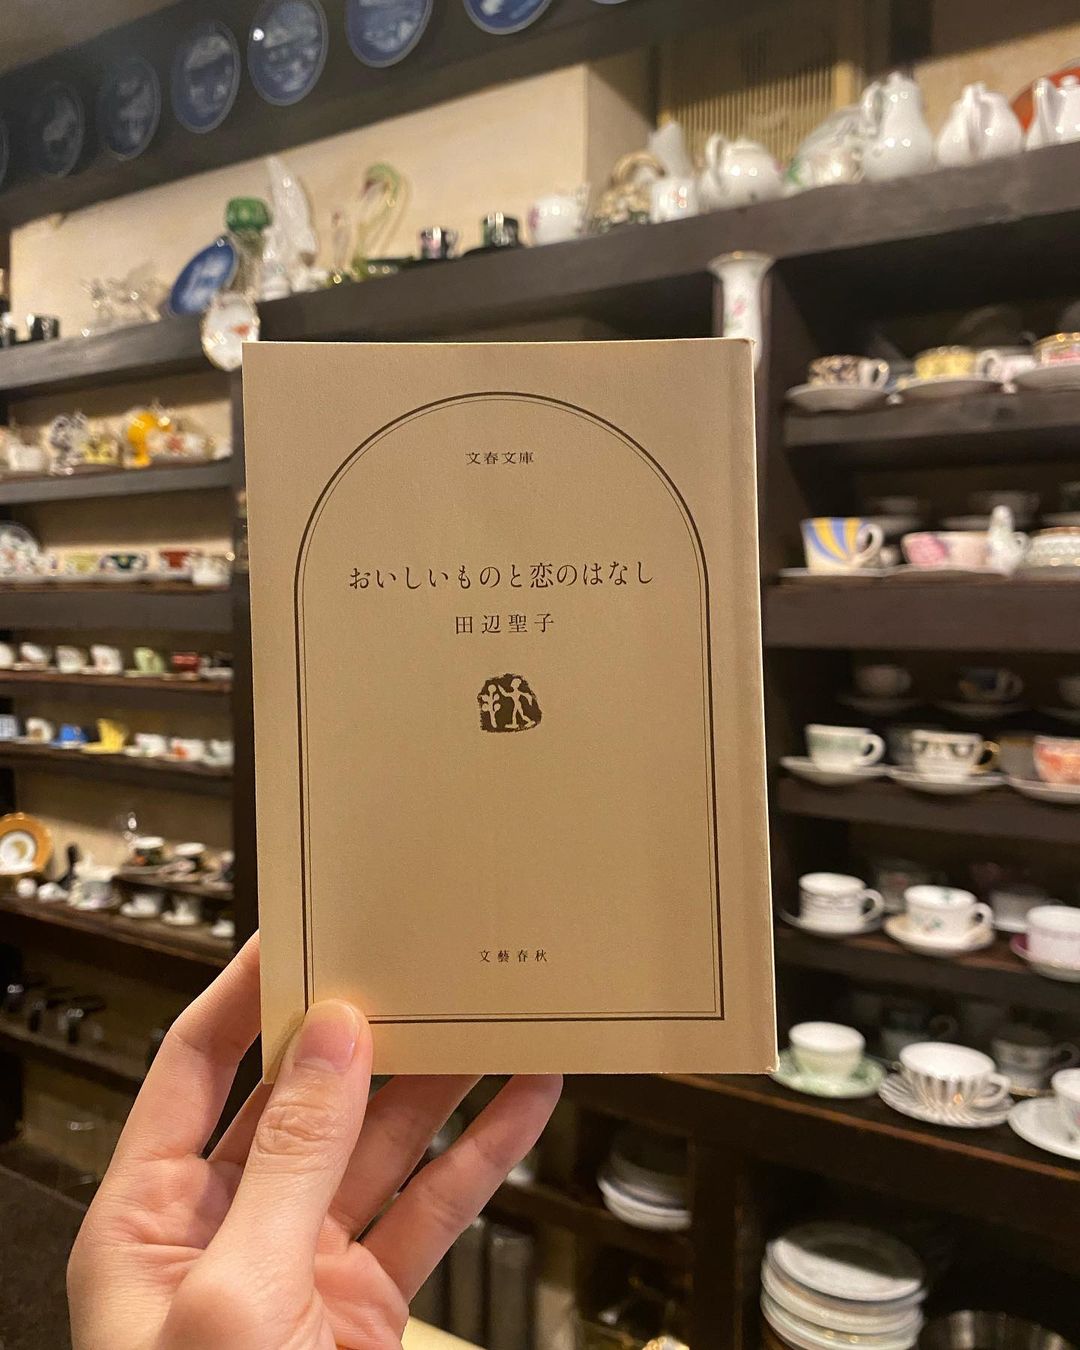 文春文庫
おいしいものと恋のはなし
田辺聖子
文藝春秋